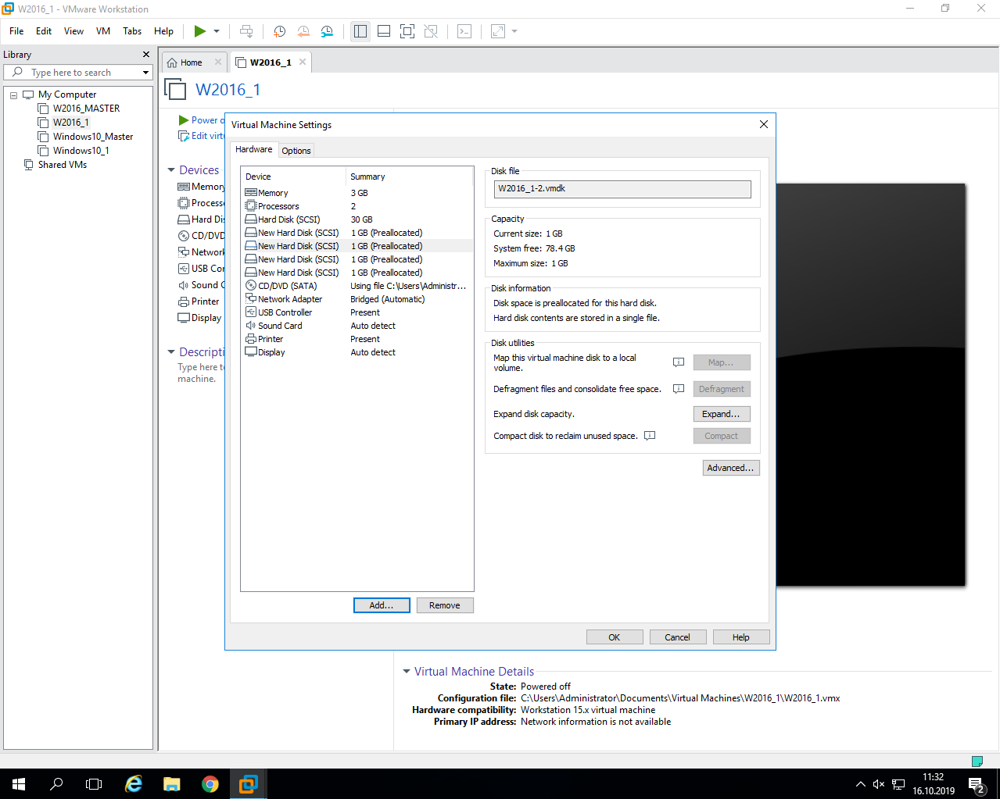 W2016_1 - VMware Workstation
File Edit View VM Tabs Help
Library
Type here to search
My Computer
W2016_MASTER
W2016_1
Windows10_Master
Windows10_1
Shared VMs
Home
W2016_1
W2016_1
Power o
Edit virtu
Devices
Memory
Process
Hard Dis
CD/DVD
Network
USB Con
Sound C
Printer
Display
Descripti
Type here to
machine.
Virtual Machine Settings
Hardware Options
Device Summary
Memory 3 GB
Processors 2
Hard Disk (SCSI) 30 GB
New Hard Disk (SCSI) 1 GB (Preallocated)
New Hard Disk (SCSI) 1 GB (Preallocated)
New Hard Disk (SCSI) 1 GB (Preallocated)
New Hard Disk (SCSI) 1 GB (Preallocated)
CD/DVD (SATA) Using file C:\Users\Administr...
Network Adapter Bridged (Automatic)
USB Controller Present
Sound Card Auto detect
Printer Present
Display Auto detect
Add... Remove
Disk file
W2016_1-2.vmdk
Capacity
Current size: 1 GB
System free: 78.4 GB
Maximum size: 1 GB
Disk information
Disk space is preallocated for this hard disk.
Hard disk contents are stored in a single file.
Disk utilities
Map this virtual machine disk to a local
volume.
Map...
Defragment files and consolidate free space. Defragment
Expand disk capacity. Expand...
Compact disk to reclaim unused space. Compact
Advanced...
OK Cancel Help
Virtual Machine Details
State: Powered off
Configuration file: C:\Users\Administrator\Documents\Virtual Machines\W2016_1\W2016_1.vmx
Hardware compatibility: Workstation 15.x virtual machine
Primary IP address: Network information is not available
11:32
16.10.2019
2